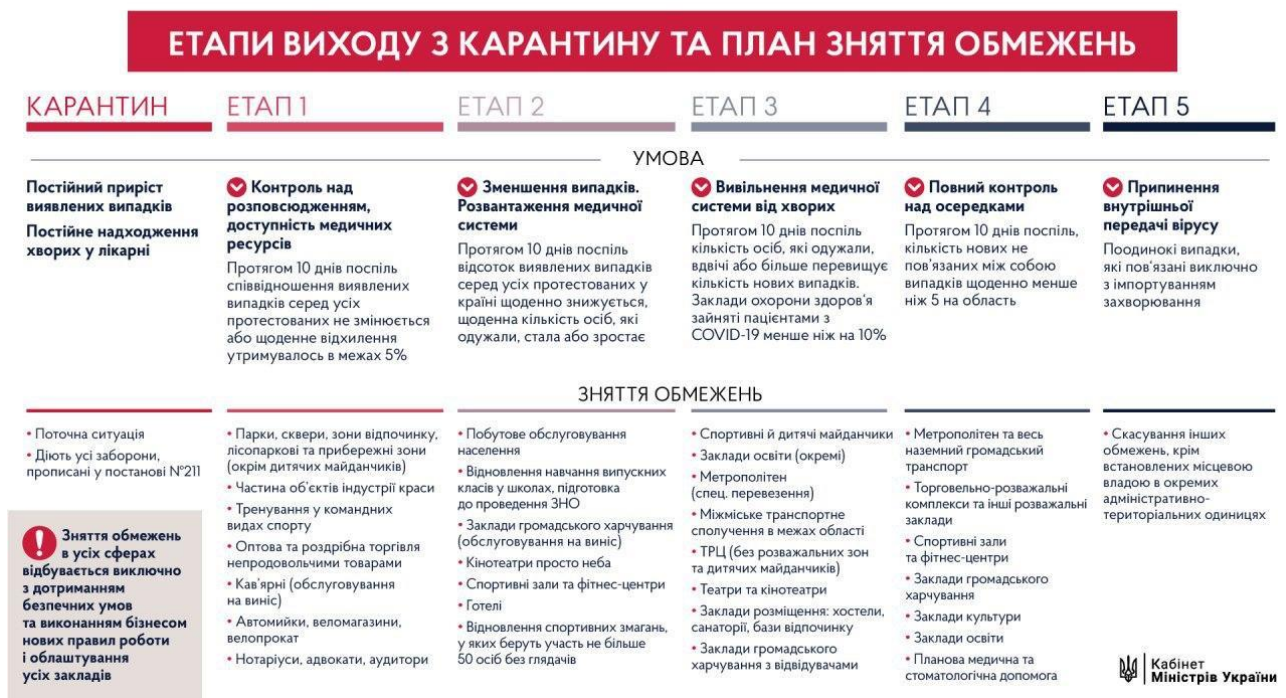 ЕТАПИ ВИХОДУ З КАРАНТИНУ ТА ПЛАН ЗНЯТТЯ ОБМЕЖЕНЬ
КАРАНТИН
ЕТАП 1
ЕТАП 2
ЕТАП 3
ЕТАП 4
ЕТАП 5
УМОВА
Постійний приріст
виявлених випадків
Постійне надходження
хворих у лікарні
Контроль над
розповсюдженням,
доступність медичних
ресурсів
Протягом 10 днів поспіль
співвідношення виявлених
випадків серед усіх
протестованих не змінюється
або щоденне відхилення
утримувалось в межах 5%
Зменшення випадків.
Розвантаження медичної
системи
Протягом 10 днів поспіль
відсоток виявлених випадків
серед усіх протестованих у
країні щоденно знижується,
щоденна кількість осіб, які
одужали, стала або зростає
Вивільнення медичної
системи від хворих
Протягом 10 днів поспіль
кількість осіб, які одужали,
вдвічі або більше перевищує
кількість нових випадків.
Заклади охорони здоров'я
зайняті пацієнтами з
COVID-19 менше ніж на 10%
Повний контроль
над осередками
Протягом 10 днів поспіль,
кількість нових не
пов'язаних між собою
випадків щоденно менше
ніж 5 на область
Припинення
внутрішньої
передачі вірусу
Поодинокі випадки,
які пов'язані виключно
з імпортуванням
захворювання
ЗНЯТТЯ ОБМЕЖЕНЬ
• Поточна ситуація
• Діють усі заборони,
прописані у постанові №211
Зняття обмежень
в усіх сферах
відбувається виключно
з дотриманням
безпечних умов
та виконанням бізнесом
нових правил роботи
і облаштування
усіх закладів
• Парки, сквери, зони відпочинку,
лісопаркові та прибережні зони
(окрім дитячих майданчиків)
• Частина об'єктів індустрії краси
• Тренування у командних
видах спорту
• Оптова та роздрібна торгівля
непродовольчими товарами
• Кав'ярні (обслуговування
на виніс)
• Автомийки, веломагазини,
велопрокат
• Нотаріуси, адвокати, аудитори
• Побутове обслуговування
населення
• Відновлення навчання випускних
класів у школах, підготовка
до проведення ЗНО
• Заклади громадського харчування
(обслуговування на виніс)
• Кінотеатри просто неба
• Спортивні зали та фітнес-центри
• Готелі
• Відновлення спортивних змагань,
у яких беруть участь не більше
50 осіб без глядачів
• Спортивні й дитячі майданчики
• Заклади освіти (окремі)
• Метрополітен
(спец. перевезення)
• Міжміське транспортне
сполучення в межах області
• ТРЦ (без розважальних зон
та дитячих майданчиків)
• Театри та кінотеатри
• Заклади розміщення: хостели,
санаторії, бази відпочинку
• Заклади громадського
харчування з відвідувачами
• Метрополітен та весь
наземний громадський
транспорт
• Торговельно-розважальні
комплекси та інші розважальні
заклади
• Спортивні зали
та фітнес-центри
• Заклади громадського
харчування
• Заклади культури
• Заклади освіти
• Планова медична та
стоматологічна допомога
• Скасування інших
обмежень, крім
встановлених місцевою
владою в окремих
адміністративно-
територіальних одиницях
Кабінет
Міністрів України